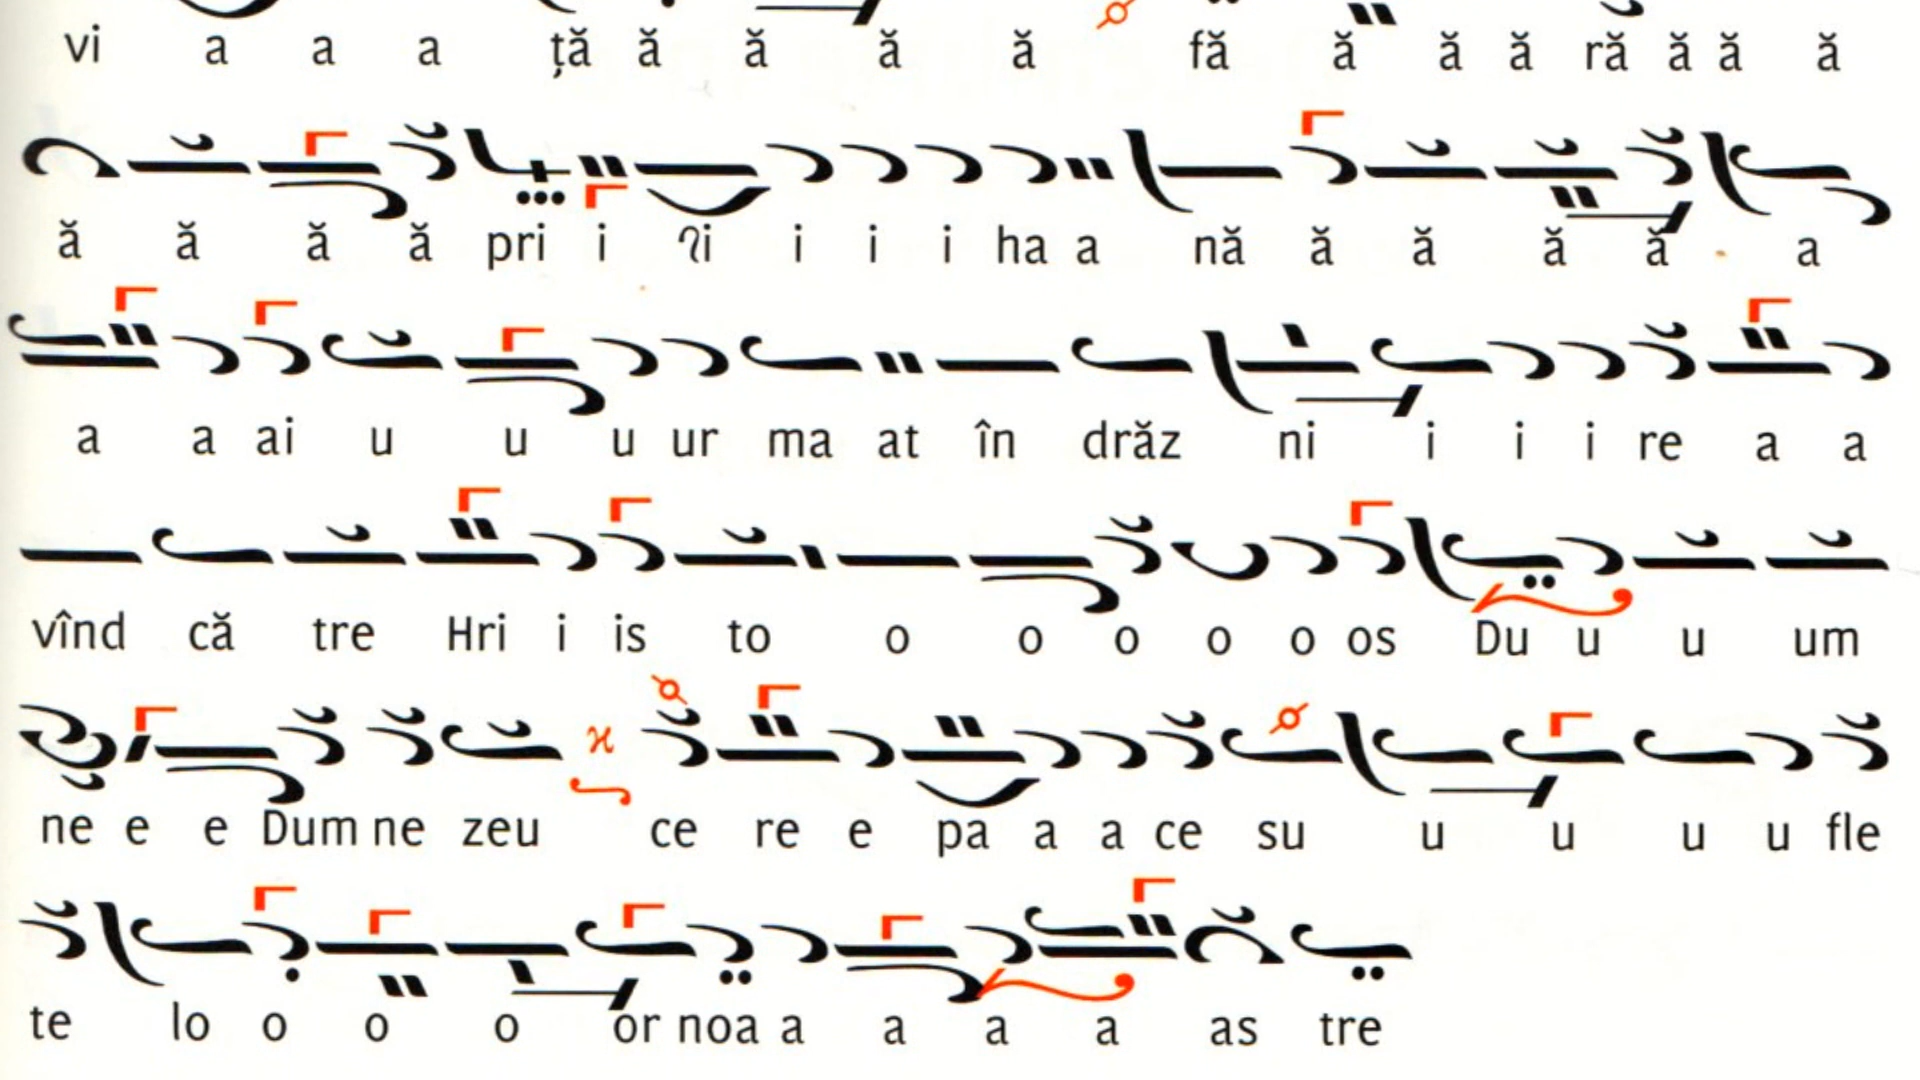 vi a a a ță ă ă ă ă fă ă ă ă ră ă ă ă
ă ă ă ă pri i i i i i ha a nă ă ă ă ă a
a a ai u u u ur ma at în drăz ni i i i re a a
vînd că tre Hri i is to o o o o o os Du u u um
ne e e Dum ne zeu ce re e pa a a ce su u u u u fle
te lo o o o or noa a a a a as tre